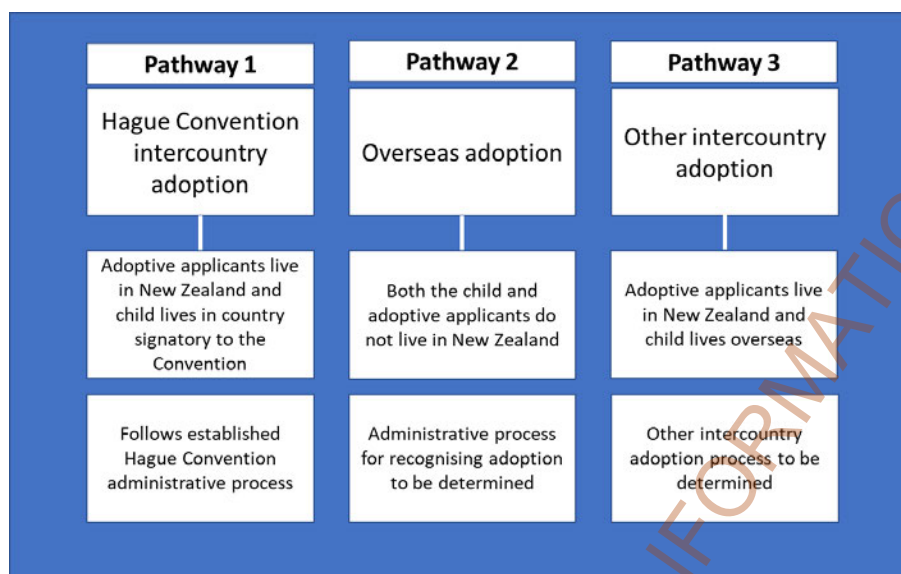 Pathway 1
Hague Convention
intercountry
adoption
Adoptive applicants live
in New Zealand and
child lives in country
signatory to the
Convention
Follows established
Hague Convention
administrative process
Pathway 2
Overseas adoption
Both the child and
adoptive applicants do
not live in New Zealand
Administrative process
for recognising adoption
to be determined
Pathway 3
Other intercountry
adoption
Adoptive applicants live
in New Zealand and
child lives overseas
Other intercountry
adoption process to be
determined